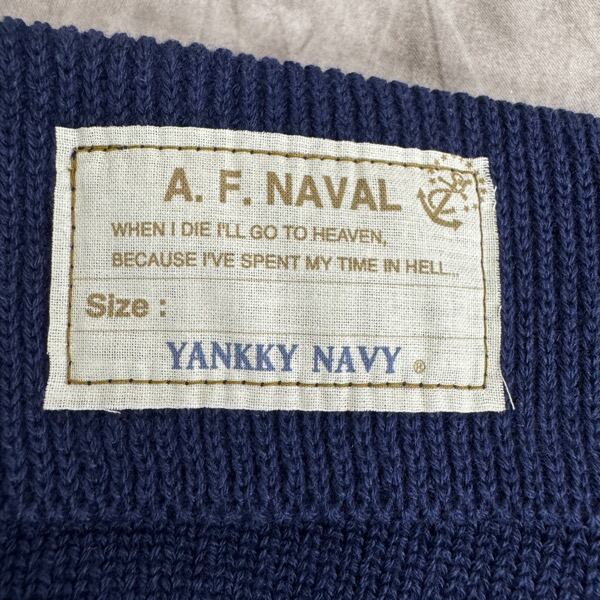 A. F. NAVAL
WHEN I DIE I'LL GO TO HEAVEN,
BECAUSE I'VE SPENT MY TIME IN HELL...
Size :
YANKKY NAVY ®